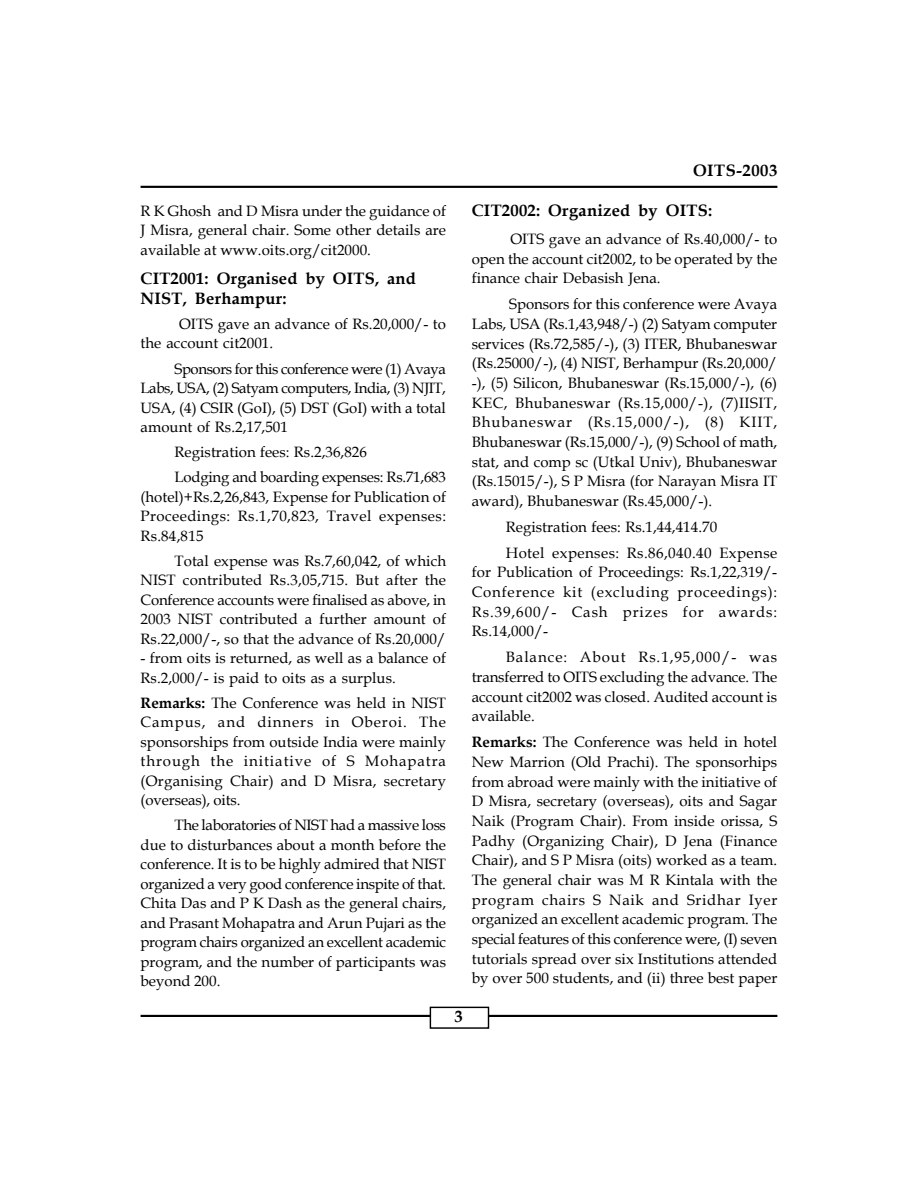 OITS-2003
R K Ghosh and D Misra under the guidance of
J Misra, general chair. Some other details are
available at www.oits.org/cit2000.
CIT2001: Organised by OITS, and
NIST, Berhampur:
OITS gave an advance of Rs.20,000/- to
the account cit2001.
Sponsors for this conference were (1) Avaya
Labs, USA, (2) Satyam computers, India, (3) NJIT,
USA, (4) CSIR (GoI), (5) DST (GoI) with a total
amount of Rs.2,17,501
Registration fees: Rs.2,36,826
Lodging and boarding expenses: Rs.71,683
(hotel)+Rs.2,26,843, Expense for Publication of
Proceedings: Rs.1,70,823, Travel expenses:
Rs.84,815
Total expense was Rs.7,60,042, of which
NIST contributed Rs.3,05,715. But after the
Conference accounts were finalised as above, in
2003 NIST contributed a further amount of
Rs.22,000/-, so that the advance of Rs.20,000/
- from oits is returned, as well as a balance of
Rs.2,000/- is paid to oits as a surplus.
Remarks: The Conference was held in NIST
Campus, and dinners in Oberoi. The
sponsorships from outside India were mainly
through the initiative of S Mohapatra
(Organising Chair) and D Misra, secretary
(overseas), oits.
The laboratories of NIST had a massive loss
due to disturbances about a month before the
conference. It is to be highly admired that NIST
organized a very good conference inspite of that.
Chita Das and P K Dash as the general chairs,
and Prasant Mohapatra and Arun Pujari as the
program chairs organized an excellent academic
program, and the number of participants was
beyond 200.
CIT2002: Organized by OITS:
OITS gave an advance of Rs.40,000/- to
open the account cit2002, to be operated by the
finance chair Debasish Jena.
Sponsors for this conference were Avaya
Labs, USA (Rs.1,43,948/-) (2) Satyam computer
services (Rs.72,585/-), (3) ITER, Bhubaneswar
(Rs.25000/-), (4) NIST, Berhampur (Rs.20,000/
-), (5) Silicon, Bhubaneswar (Rs.15,000/-), (6)
KEC, Bhubaneswar (Rs.15,000/-), (7)IISIT,
Bhubaneswar (Rs.15,000/-), (8) KIIT,
Bhubaneswar (Rs.15,000/-), (9) School of math,
stat, and comp sc (Utkal Univ), Bhubaneswar
(Rs.15015/-), S P Misra (for Narayan Misra IT
award), Bhubaneswar (Rs.45,000/-).
Registration fees: Rs.1,44,414.70
Hotel expenses: Rs.86,040.40 Expense
for Publication of Proceedings: Rs.1,22,319/-
Conference kit (excluding proceedings):
Rs.39,600/- Cash prizes for awards:
Rs.14,000/-
Balance: About Rs.1,95,000/- was
transferred to OITS excluding the advance. The
account cit2002 was closed. Audited account is
available.
Remarks: The Conference was held in hotel
New Marrion (Old Prachi). The sponsorhips
from abroad were mainly with the initiative of
D Misra, secretary (overseas), oits and Sagar
Naik (Program Chair). From inside orissa, S
Padhy (Organizing Chair), D Jena (Finance
Chair), and S P Misra (oits) worked as a team.
The general chair was M R Kintala with the
program chairs S Naik and Sridhar Iyer
organized an excellent academic program. The
special features of this conference were, (I) seven
tutorials spread over six Institutions attended
by over 500 students, and (ii) three best paper
3